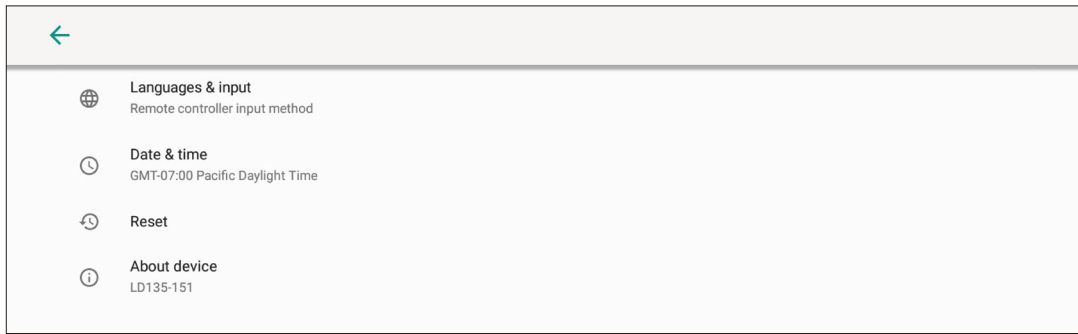 Languages & input
Remote controller input method
Date & time
GMT-07:00 Pacific Daylight Time
Reset
About device
LD135-151